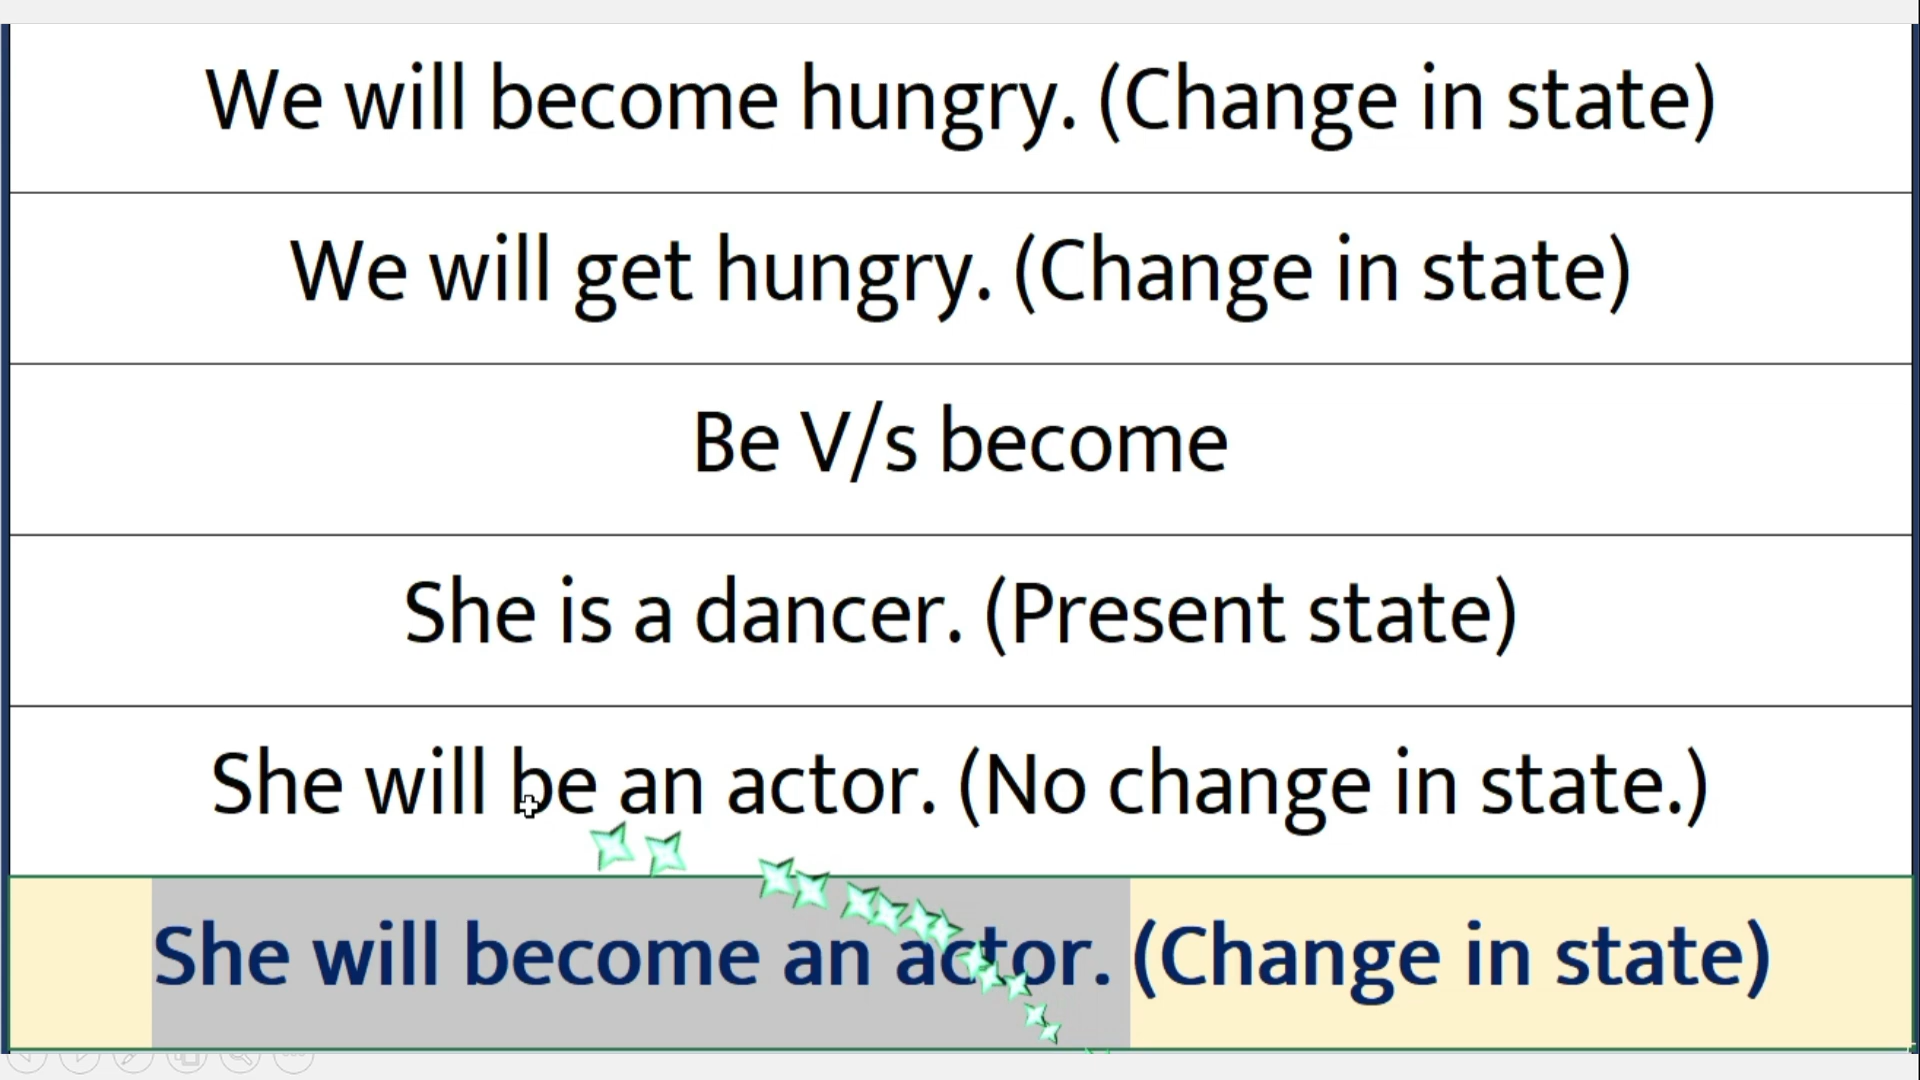 We will become hungry. (Change in state)
We will get hungry. (Change in state)
Be V/s become
She is a dancer. (Present state)
She will be an actor. (No change in state.)
She will become an actor. (Change in state)